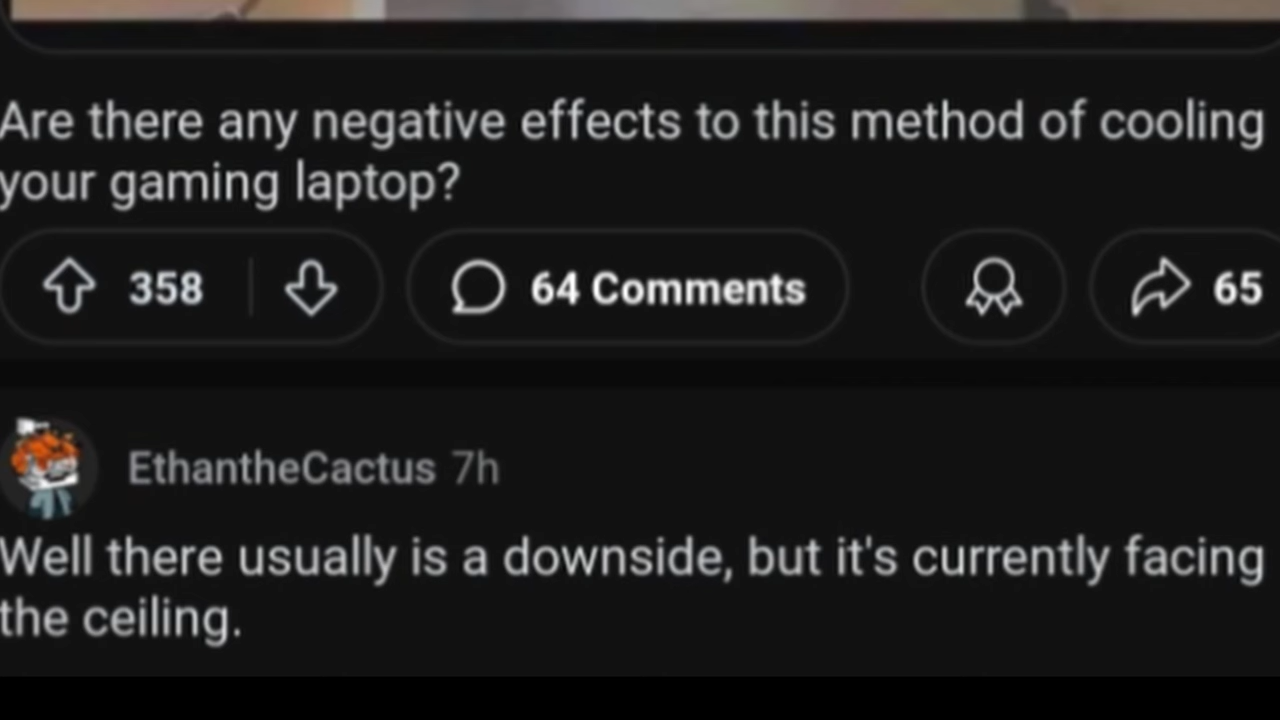 Are there any negative effects to this method of cooling
your gaming laptop?
358
64 Comments
65
EthantheCactus 7h
Well there usually is a downside, but it's currently facing
the ceiling.